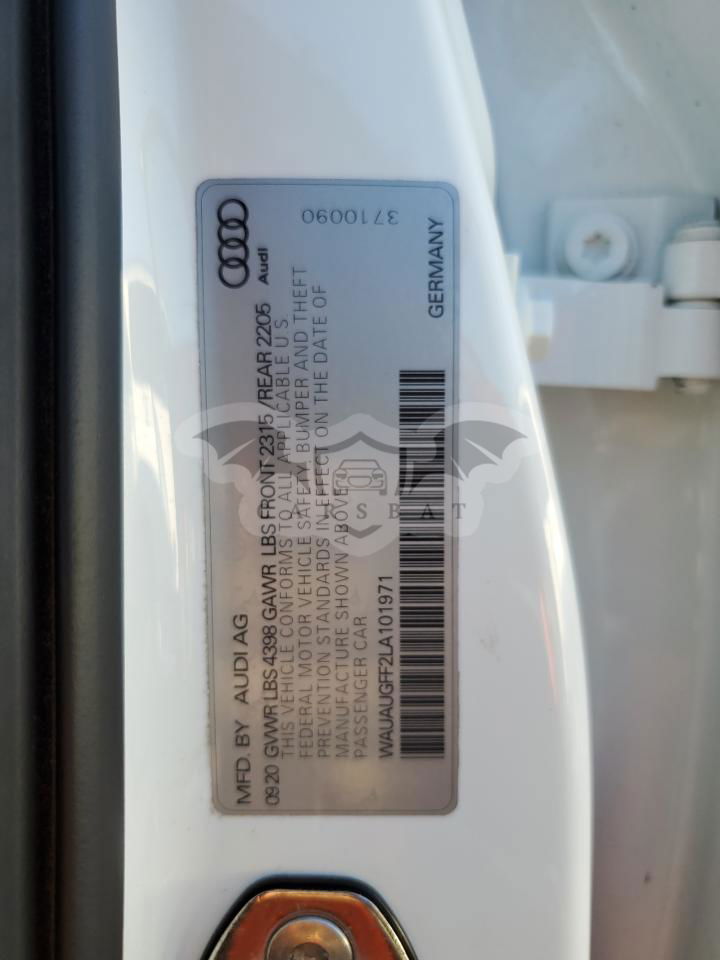 MFD. BY AUDI AG
Audi
09.20 GVWR LBS 4398 GAWR LBS FRONT 2315 / REAR 2205
THIS VEHICLE CONFORMS TO ALL APPLICABLE U.S.
FEDERAL MOTOR VEHICLE SAFETY, BUMPER AND THEFT
PREVENTION STANDARDS IN EFFECT ON THE DATE OF
MANUFACTURE SHOWN ABOVE
PASSENGER CAR
3710090
WAUAUGFF2LA101971
GERMANY
CARSBAT